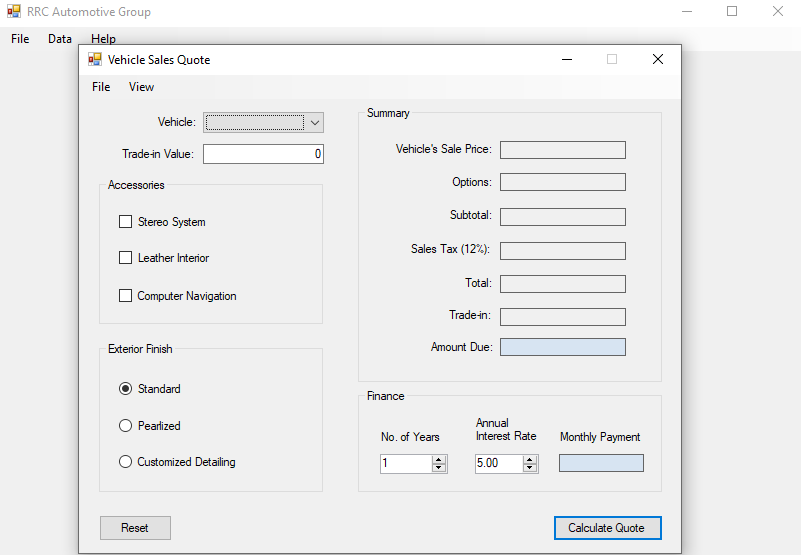 RRC Automotive Group
File Data Help
Vehicle Sales Quote
File View
Vehicle:
Trade-in Value: 0
Accessories
Stereo System
Leather Interior
Computer Navigation
Exterior Finish
Standard
Pearlized
Customized Detailing
Reset
Summary
Vehicle's Sale Price:
Options:
Subtotal:
Sales Tax (12%):
Total:
Trade-in:
Amount Due:
Finance
No. of Years
1
Annual
Interest Rate
5.00
Monthly Payment
Calculate Quote